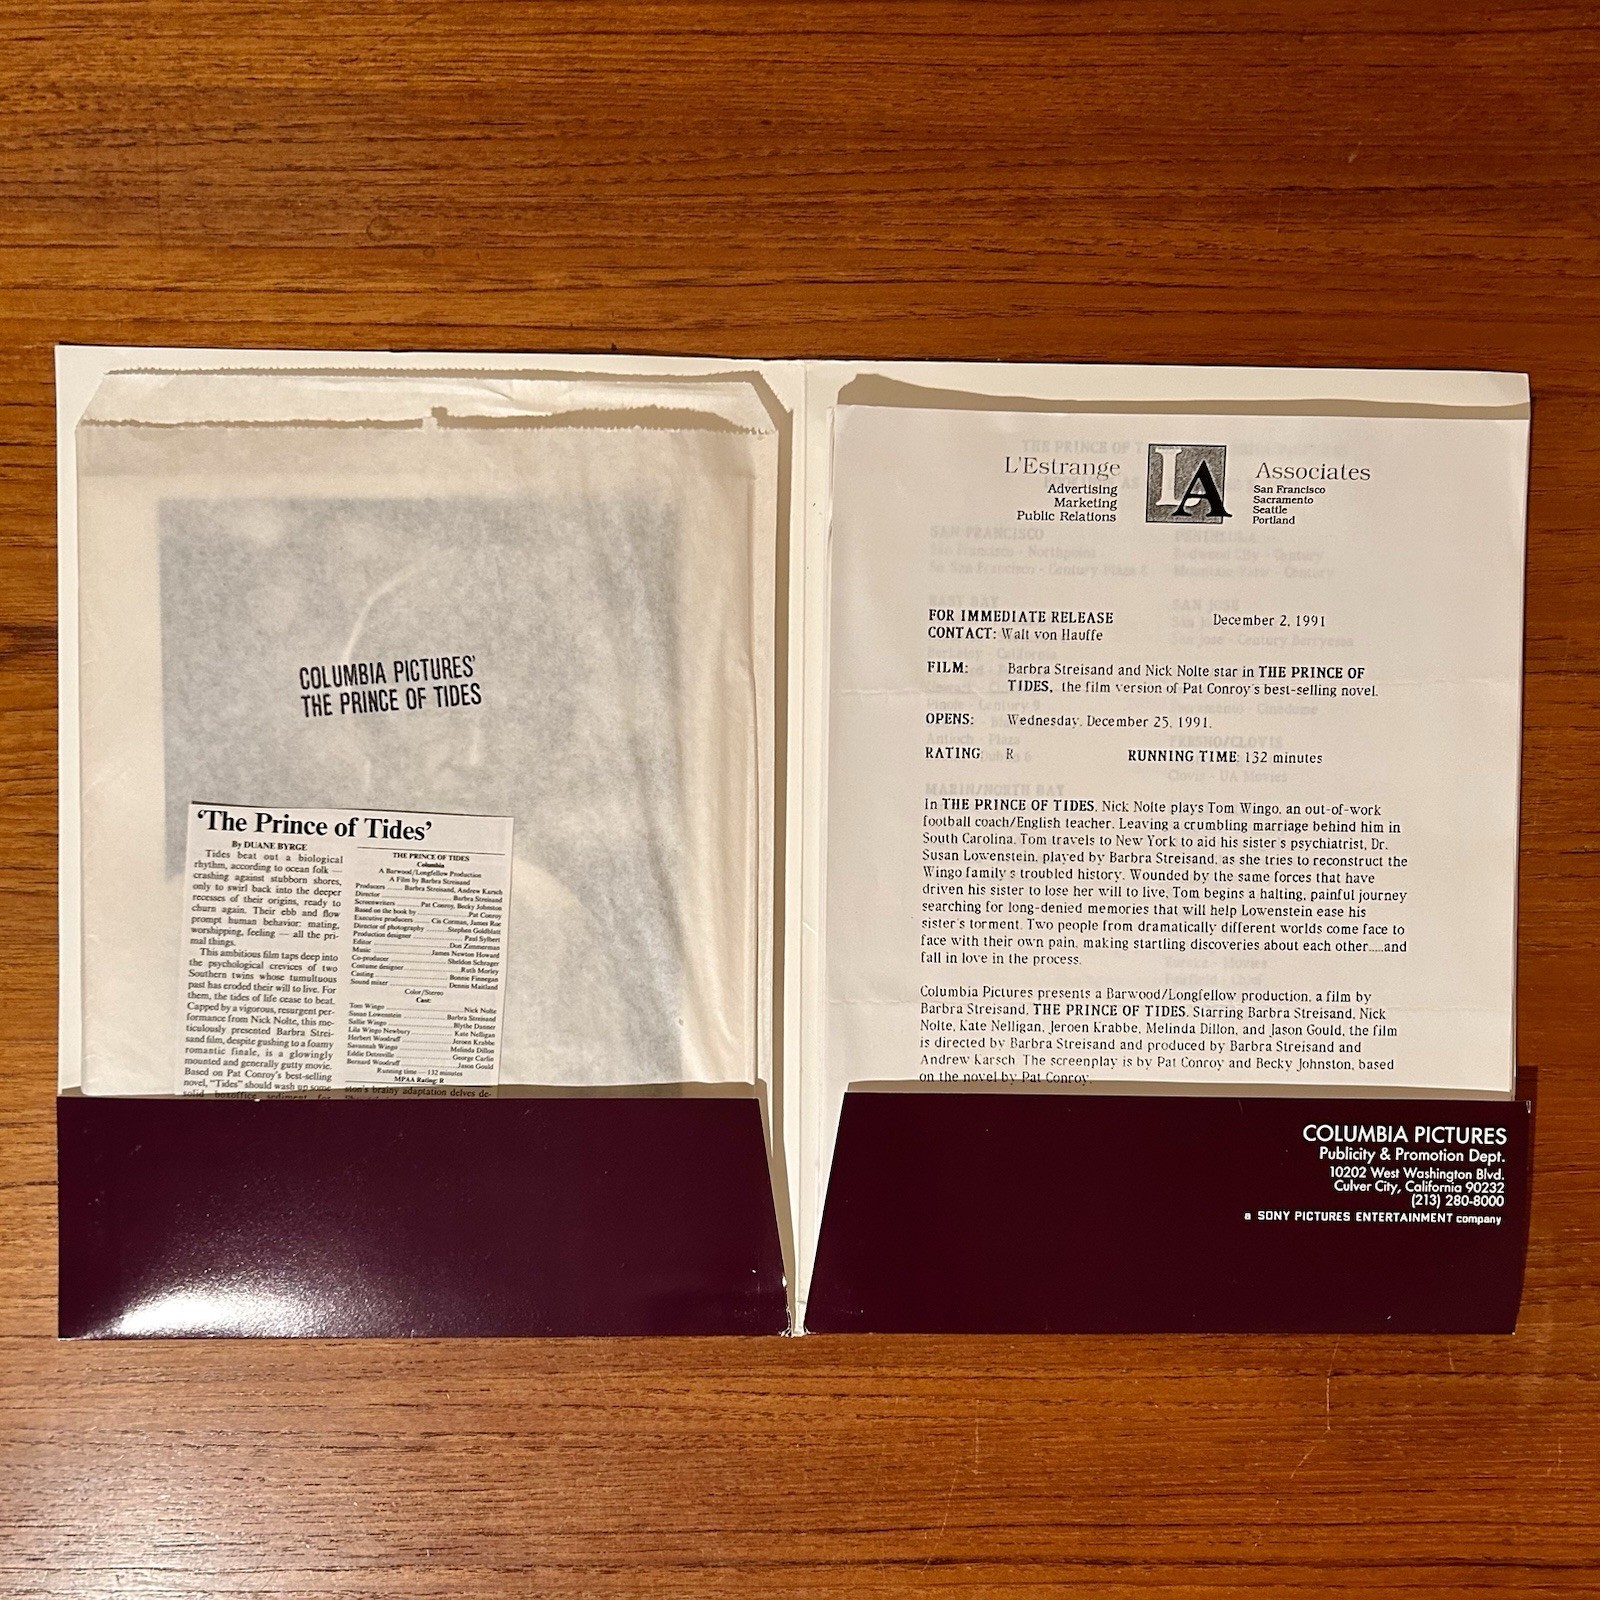 COLUMBIA PICTURES'
THE PRINCE OF TIDES
'The Prince of Tides'
By DUANE BYRGE
Tides beat out a biological
rhythm, according to ocean folk —
crashing against stubborn shores,
only to swirl back into the deeper
recesses of their origins, ready to
churn again. Their ebb and flow
prompt human behavior: mating,
worshipping, feeling — all the pri-
mal things.
This ambitious film taps deep into
the psychological crevices of two
Southern twins whose tumultuous
past has eroded their will to live. For
them, the tides of life cease to beat.
Capped by a vigorous, resurgent per-
formance from Nick Nolte, this me-
ticulously presented Barbra Strei-
sand film, despite gushing to a foamy
romantic finale, is a glowingly
mounted and generally gutty movie.
Based on Pat Conroy's best-selling
novel, "Tides" should wash up some
solid boxoffice sediment for
THE PRINCE OF TIDES
Columbia
A Barwood/Longfellow Production
A Film by Barbra Streisand
Producers ........ Barbra Streisand, Andrew Karsch
Director ........ Barbra Streisand
Screenwriters ........ Pat Conroy, Becky Johnston
Based on the book by ........ Pat Conroy
Executive producers ........ Cis Corman, James Roe
Director of photography ........ Stephen Goldblatt
Production designer ........ Paul Sylbert
Editor ........ Don Zimmerman
Music ........ James Newton Howard
Co-producer ........ Sheldon Schrager
Costume designer ........ Ruth Morley
Casting ........ Bonnie Finnegan
Sound mixer ........ Dennis Maitland
Color/Stereo
Cast:
Tom Wingo ........ Nick Nolte
Susan Lowenstein ........ Barbra Streisand
Sallie Wingo ........ Blythe Danner
Lila Wingo Newbury ........ Kate Nelligan
Herbert Woodruff ........ Jeroen Krabbe
Savannah Wingo ........ Melinda Dillon
Eddie Detreville ........ George Carlin
Bernard Woodruff ........ Jason Gould
Running time — 132 minutes
MPAA Rating: R
ston's brainy adaptation delves de-
L'Estrange
Advertising
Marketing
Public Relations
LA
Associates
San Francisco
Sacramento
Seattle
Portland
FOR IMMEDIATE RELEASE December 2, 1991
CONTACT: Walt von Hauffe
FILM: Barbra Streisand and Nick Nolte star in THE PRINCE OF
TIDES, the film version of Pat Conroy's best-selling novel.
OPENS: Wednesday, December 25, 1991.
RATING: R RUNNING TIME: 132 minutes
In THE PRINCE OF TIDES, Nick Nolte plays Tom Wingo, an out-of-work
football coach/English teacher. Leaving a crumbling marriage behind him in
South Carolina, Tom travels to New York to aid his sister's psychiatrist, Dr.
Susan Lowenstein, played by Barbra Streisand, as she tries to reconstruct the
Wingo family's troubled history. Wounded by the same forces that have
driven his sister to lose her will to live, Tom begins a halting, painful journey
searching for long-denied memories that will help Lowenstein ease his
sister's torment. Two people from dramatically different worlds come face to
face with their own pain, making startling discoveries about each other.....and
fall in love in the process.
Columbia Pictures presents a Barwood/Longfellow production, a film by
Barbra Streisand, THE PRINCE OF TIDES. Starring Barbra Streisand, Nick
Nolte, Kate Nelligan, Jeroen Krabbe, Melinda Dillon, and Jason Gould, the film
is directed by Barbra Streisand and produced by Barbra Streisand and
Andrew Karsch. The screenplay is by Pat Conroy and Becky Johnston, based
on the novel by Pat Conroy.
COLUMBIA PICTURES
Publicity & Promotion Dept.
10202 West Washington Blvd.
Culver City, California 90232
(213) 280-8000
a SONY PICTURES ENTERTAINMENT company